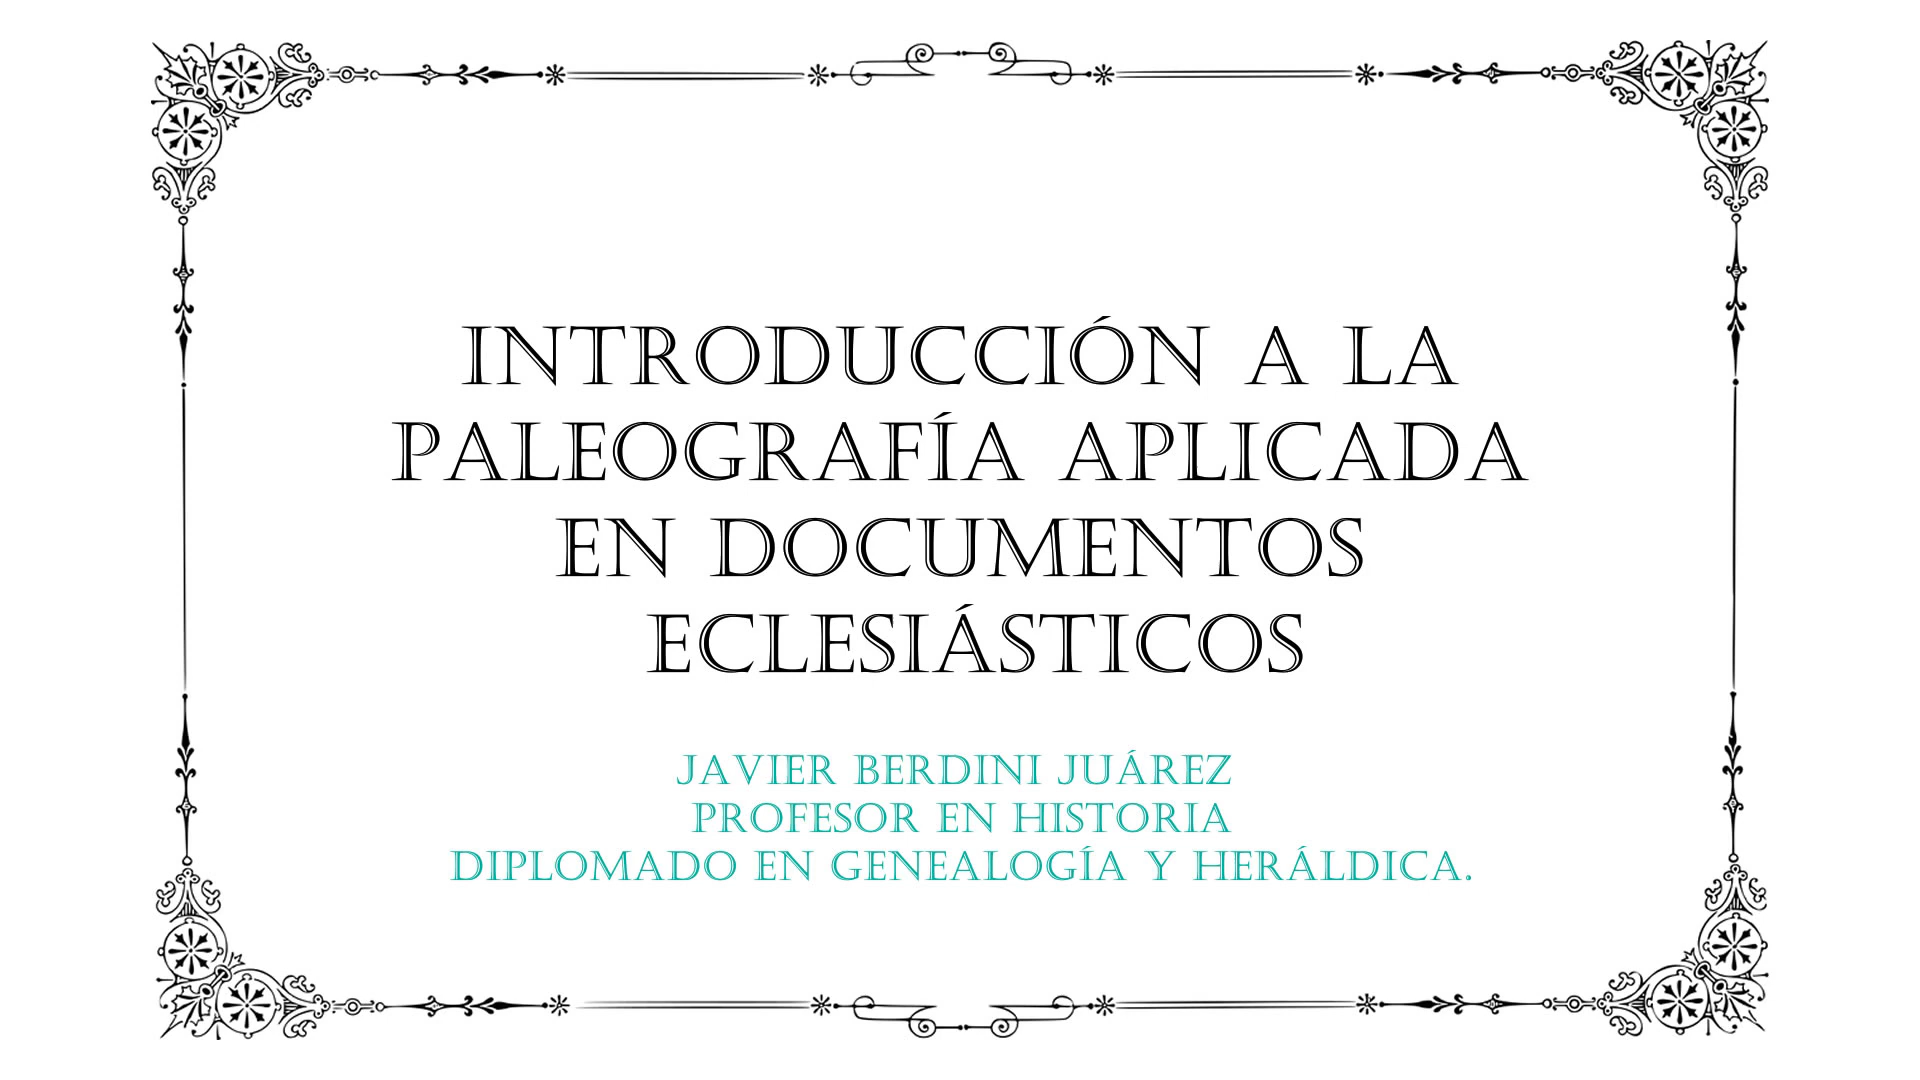 INTRODUCCIÓN A LA
PALEOGRAFÍA APLICADA
EN DOCUMENTOS
ECLESIÁSTICOS
JAVIER BERDINI JUÁREZ
PROFESOR EN HISTORIA
DIPLOMADO EN GENEALOGÍA Y HERÁLDICA.